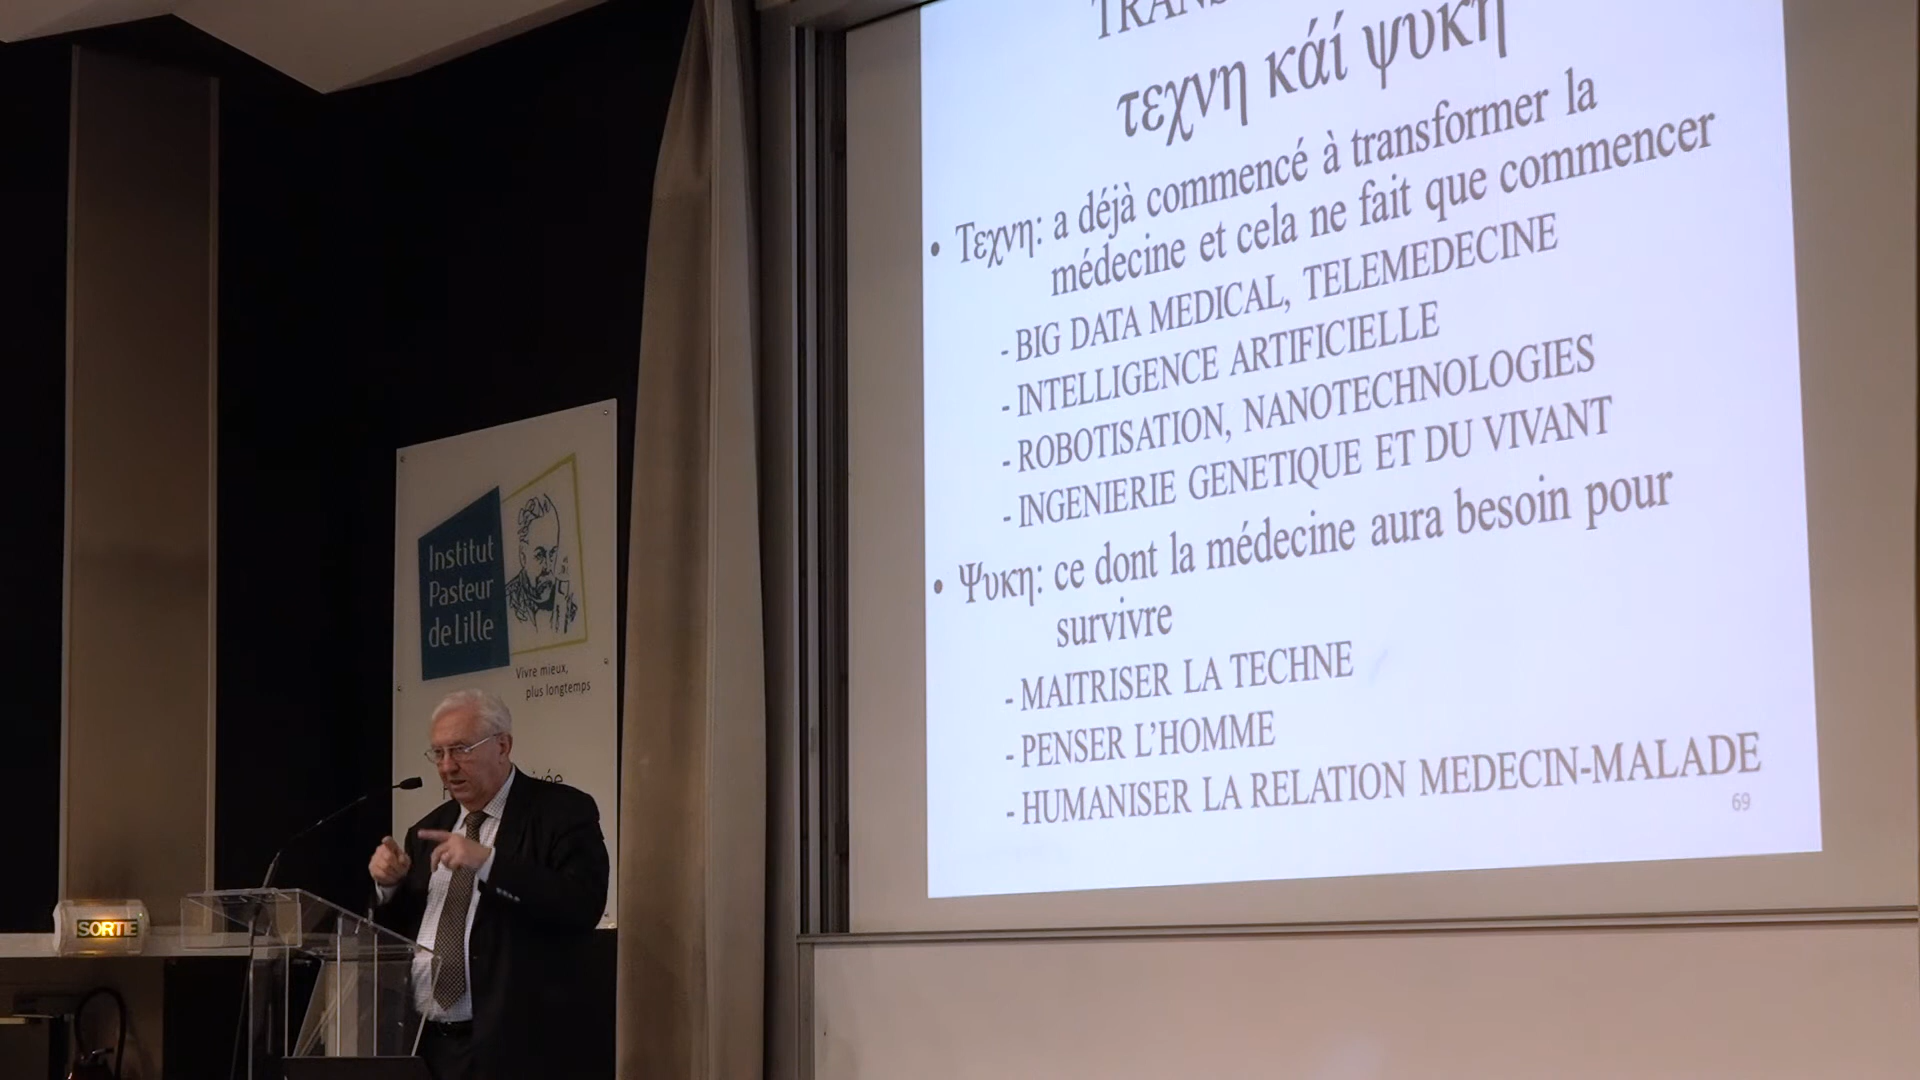 τεχνη κάί ψυκη
• Τεχνη: a déjà commencé à transformer la
médecine et cela ne fait que commencer
- BIG DATA MEDICAL, TELEMEDECINE
- INTELLIGENCE ARTIFICIELLE
- ROBOTISATION, NANOTECHNOLOGIES
- INGENIERIE GENETIQUE ET DU VIVANT
• Ψυκη: ce dont la médecine aura besoin pour
survivre
- MAITRISER LA TECHNE
- PENSER L'HOMME
- HUMANISER LA RELATION MEDECIN-MALADE
69
Institut
Pasteur
de Lille
Vivre mieux,
plus longtemps
SORTIE